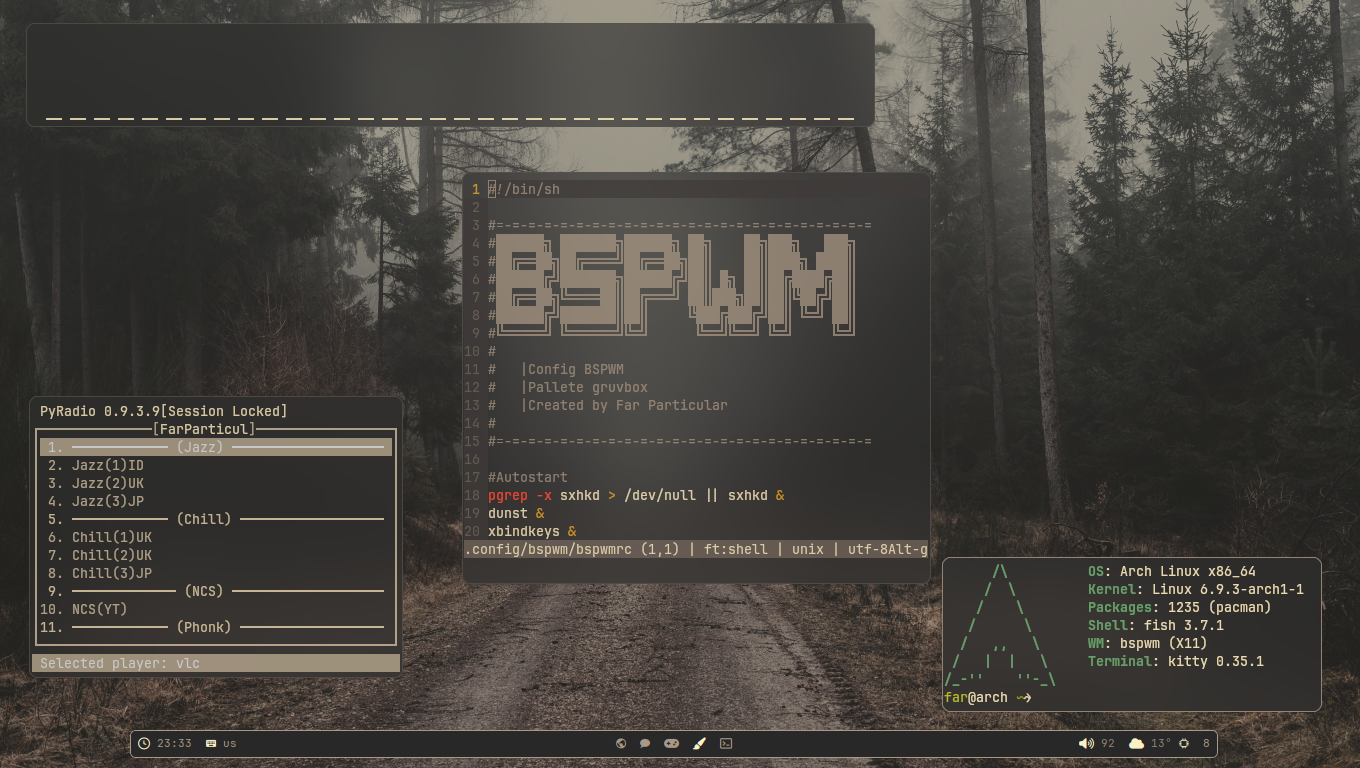 1 #!/bin/sh
2
3 #=-=-=-=-=-=-=-=-=-=-=-=-=-=-=-=-=-=-=-=-=-=-=-=
4 #
5 #
6 #
BSPWM
7 #
8 #
9 #
10 #
11 #   |Config BSPWM
12 #   |Pallete gruvbox
13 #   |Created by Far Particular
14 #
15 #=-=-=-=-=-=-=-=-=-=-=-=-=-=-=-=-=-=-=-=-=-=-=-=
16
17 #Autostart
18 pgrep -x sxhkd > /dev/null || sxhkd &
19 dunst &
20 xbindkeys &
.config/bspwm/bspwmrc (1,1) | ft:shell | unix | utf-8Alt-g
PyRadio 0.9.3.9[Session Locked]
[FarParticul]
1. (Jazz)
2. Jazz(1)ID
3. Jazz(2)UK
4. Jazz(3)JP
5. (Chill)
6. Chill(1)UK
7. Chill(2)UK
8. Chill(3)JP
9. (NCS)
10. NCS(YT)
11. (Phonk)
Selected player: vlc
OS: Arch Linux x86_64
Kernel: Linux 6.9.3-arch1-1
Packages: 1235 (pacman)
Shell: fish 3.7.1
WM: bspwm (X11)
Terminal: kitty 0.35.1
far@arch ~>
23:33 us 92 13° 8